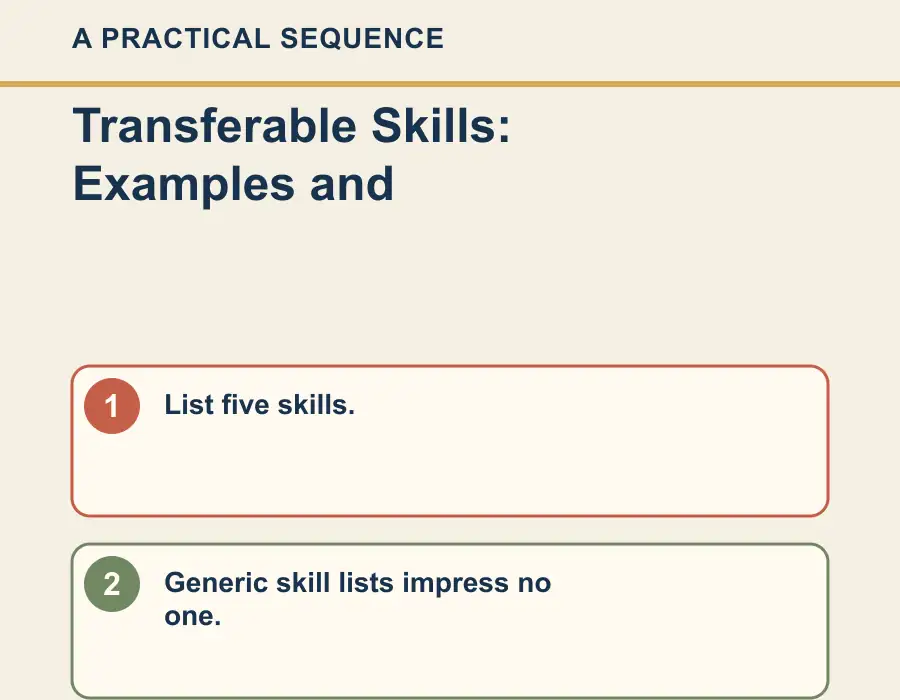 A PRACTICAL SEQUENCE
Transferable Skills:
Examples and
1
List five skills.
2
Generic skill lists impress no
one.